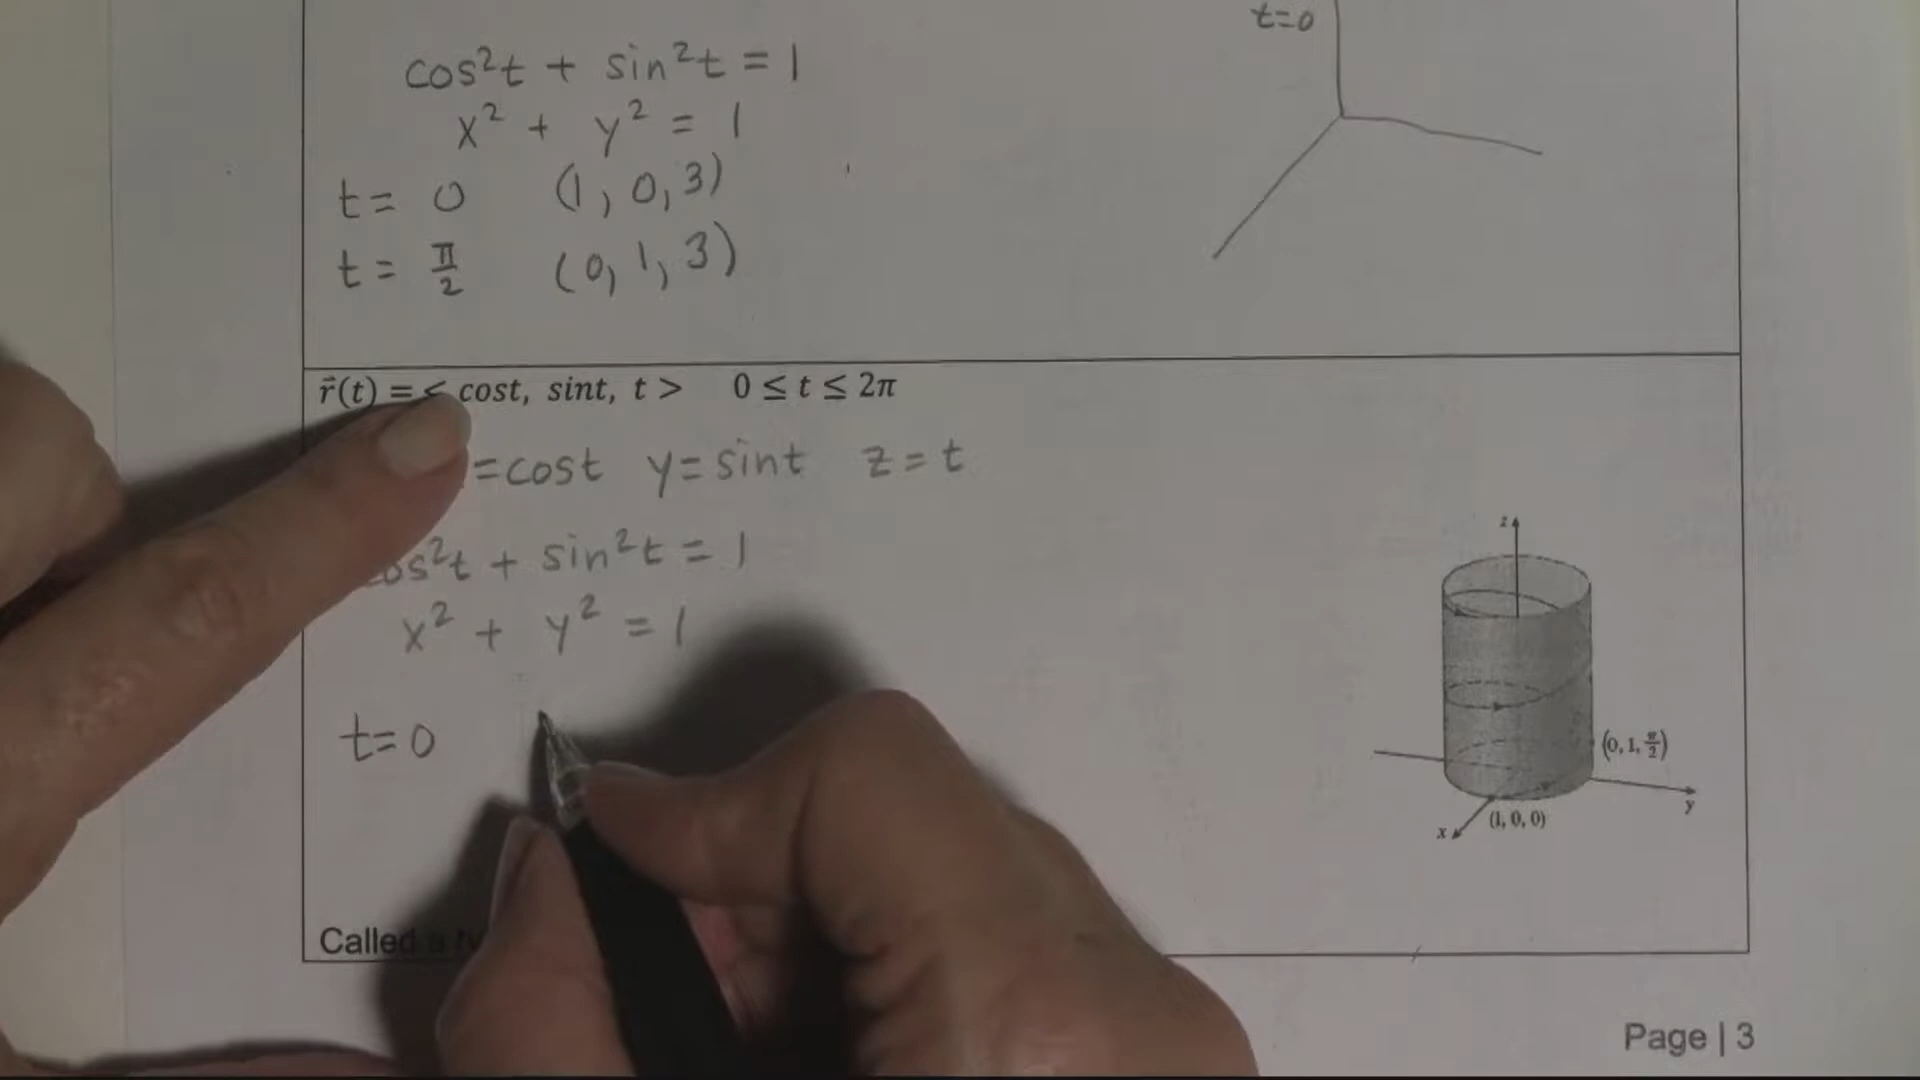 t=0
cos²t + sin²t = 1
x² + y² = 1
t= 0 (1, 0, 3)
t= π/2 (0, 1, 3)
r⃗(t) = < cost, sint, t > 0 ≤ t ≤ 2π
=cost y=sint z=t
cos²t + sin²t = 1
x² + y² = 1
z
t=0
(0, 1, π/2)
y
(1, 0, 0)
x
Called a
Page | 3